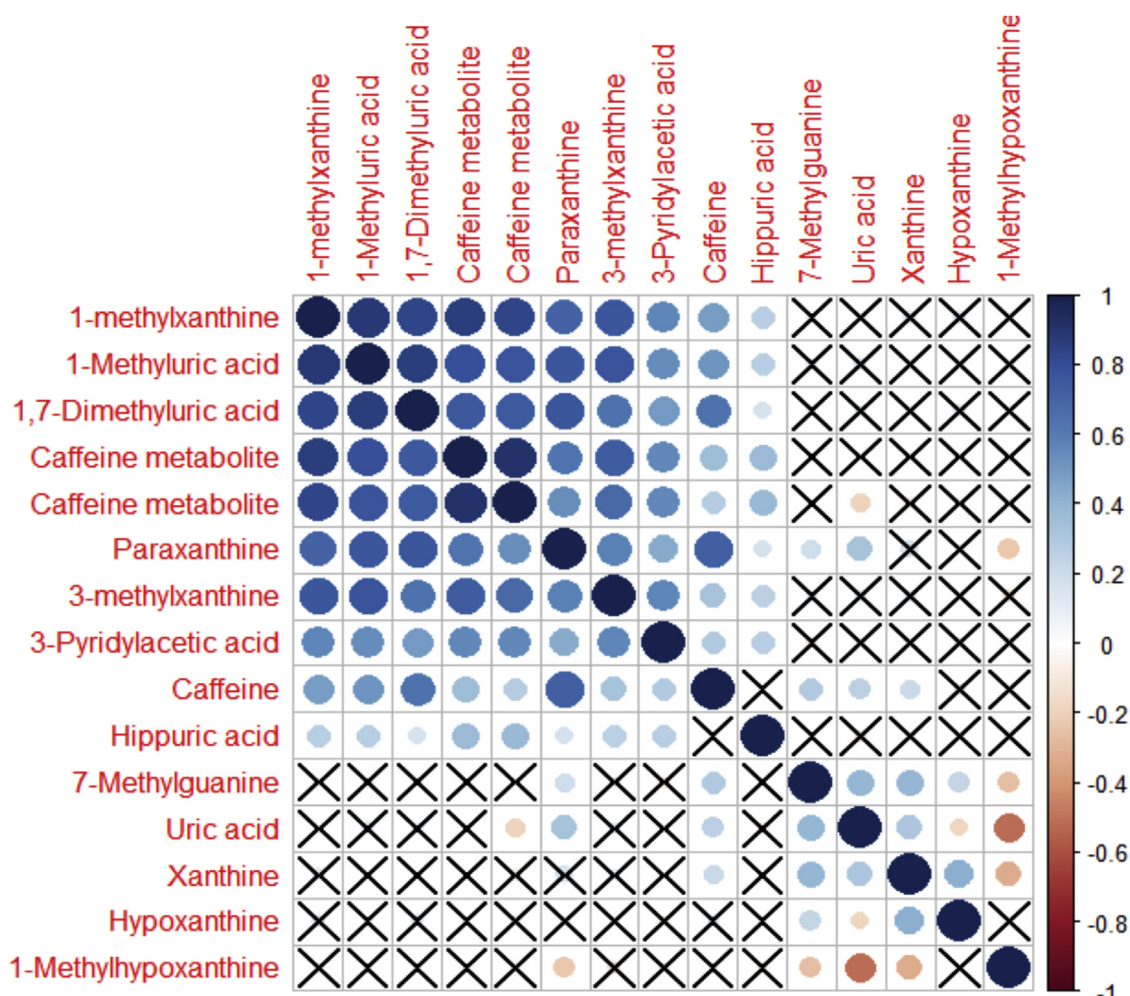 1-methylxanthine
1-Methyluric acid
1,7-Dimethyluric acid
Caffeine metabolite
Caffeine metabolite
Paraxanthine
3-methylxanthine
3-Pyridylacetic acid
Caffeine
Hippuric acid
7-Methylguanine
Uric acid
Xanthine
Hypoxanthine
1-Methylhypoxanthine
1-methylxanthine
1-Methyluric acid
1,7-Dimethyluric acid
Caffeine metabolite
Caffeine metabolite
Paraxanthine
3-methylxanthine
3-Pyridylacetic acid
Caffeine
Hippuric acid
7-Methylguanine
Uric acid
Xanthine
Hypoxanthine
1-Methylhypoxanthine
1
0.8
0.6
0.4
0.2
0
-0.2
-0.4
-0.6
-0.8
-1